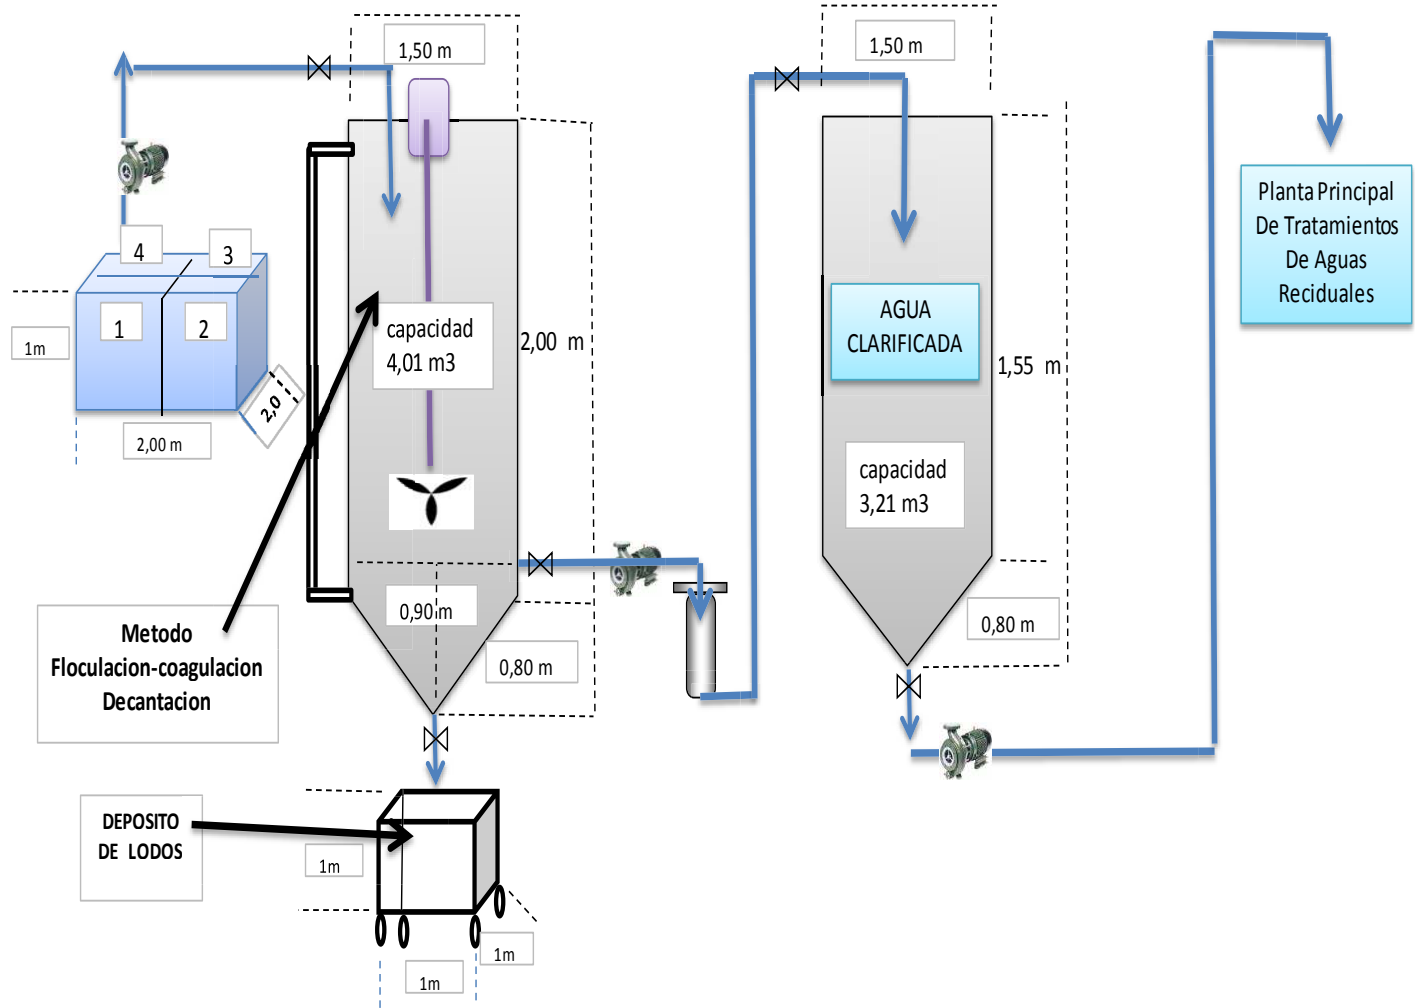 1,50 m
1,50 m
Planta Principal
De Tratamientos
De Aguas
Reciduales
4
3
1
2
1m
2,0
2,00 m
capacidad
4,01 m3
2,00 m
AGUA
CLARIFICADA
1,55 m
capacidad
3,21 m3
0,90 m
0,80 m
0,80 m
Metodo
Floculacion-coagulacion
Decantacion
DEPOSITO
DE LODOS
1m
1m
1m